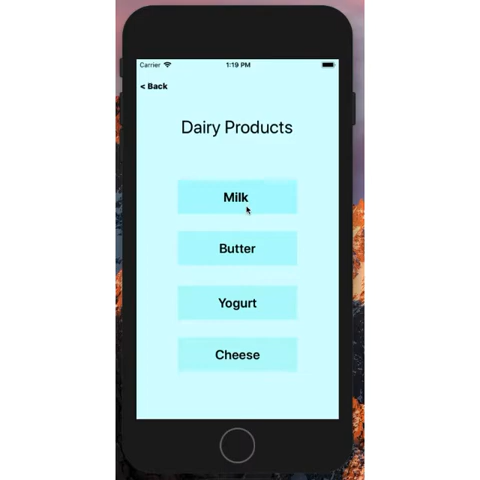 Carrier 1:19 PM
< Back
Dairy Products
Milk
Butter
Yogurt
Cheese